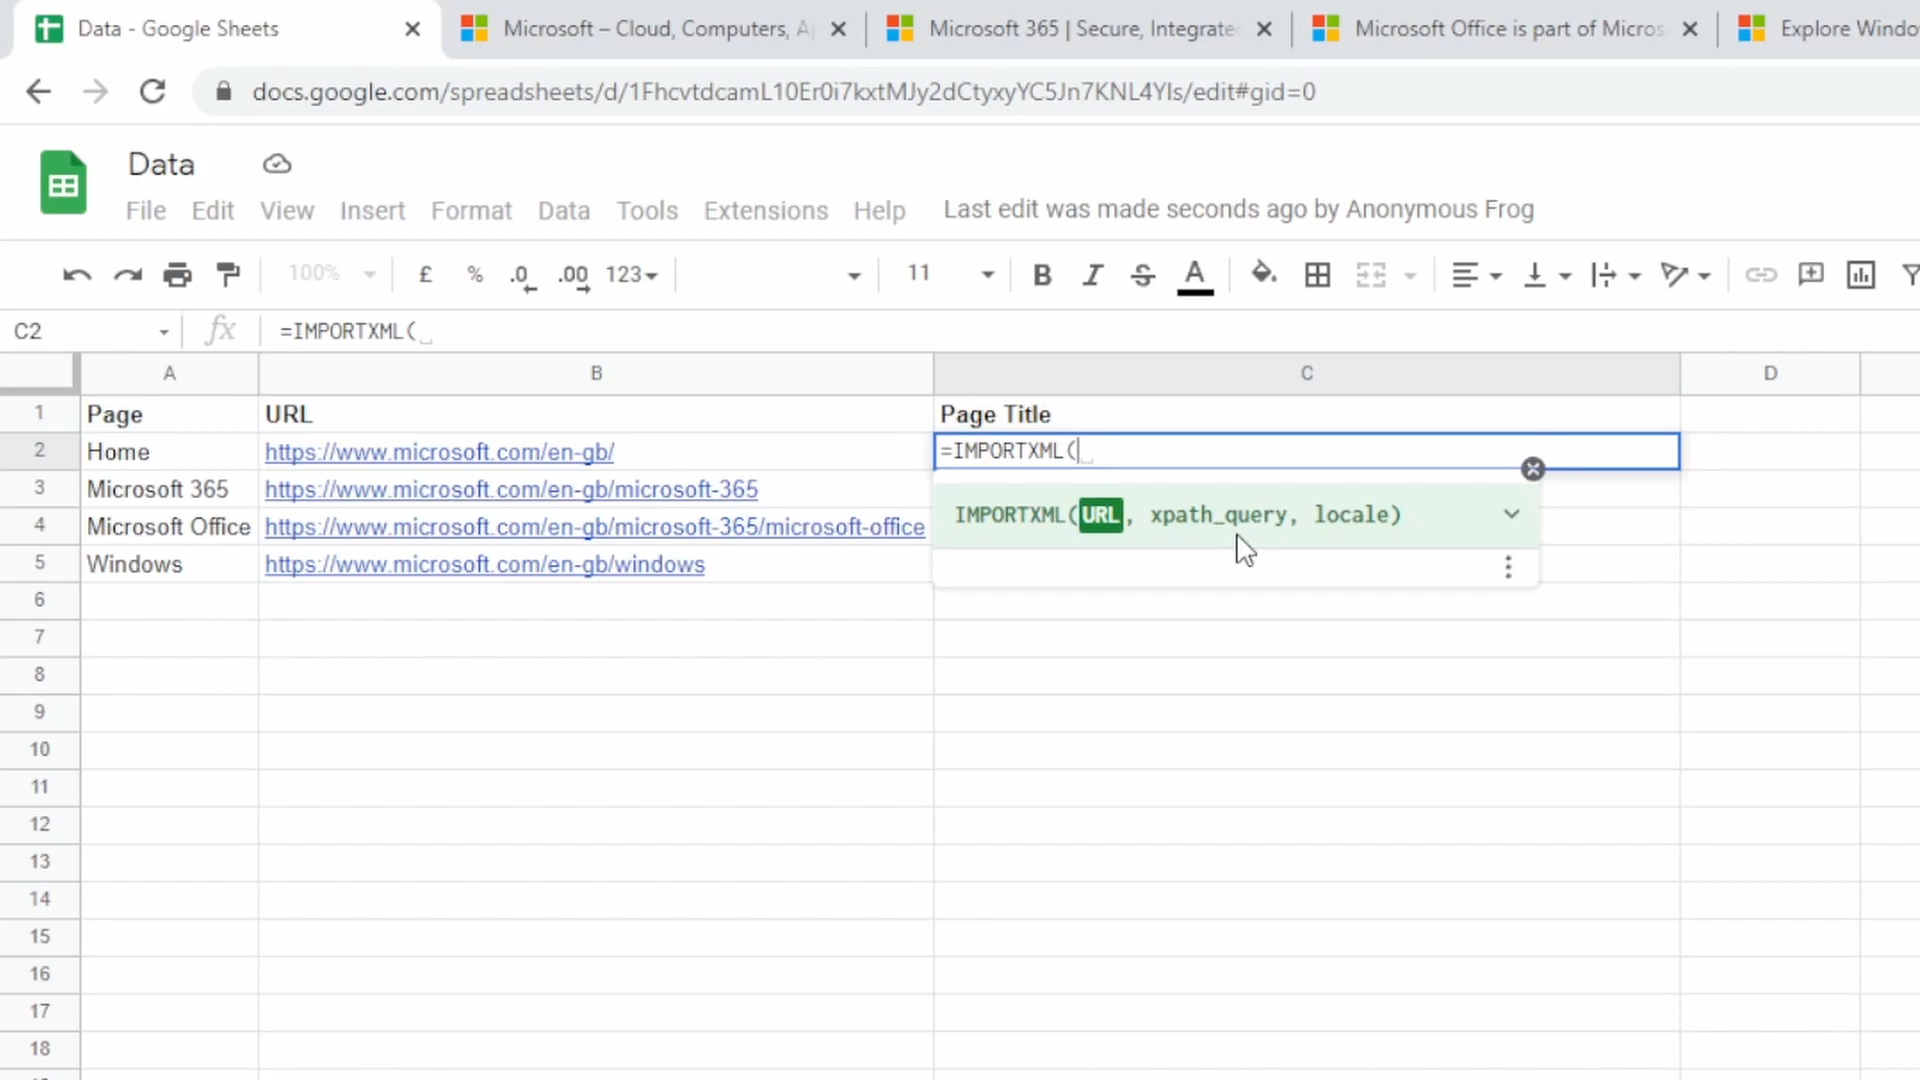 Data - Google Sheets
Microsoft – Cloud, Computers, A
Microsoft 365 | Secure, Integrate
Microsoft Office is part of Micros
Explore Windo
docs.google.com/spreadsheets/d/1FhcvtdcamL10Er0i7kxtMJy2dCtyxyYC5Jn7KNL4YIs/edit#gid=0
Data
File Edit View Insert Format Data Tools Extensions Help Last edit was made seconds ago by Anonymous Frog
100% £ % .0 .00 123 11 B I S A
C2 fx =IMPORTXML(
A B C D
1 Page URL Page Title
2 Home https://www.microsoft.com/en-gb/ =IMPORTXML(
3 Microsoft 365 https://www.microsoft.com/en-gb/microsoft-365
IMPORTXML(URL, xpath_query, locale)
4 Microsoft Office https://www.microsoft.com/en-gb/microsoft-365/microsoft-office
5 Windows https://www.microsoft.com/en-gb/windows
6
7
8
9
10
11
12
13
14
15
16
17
18